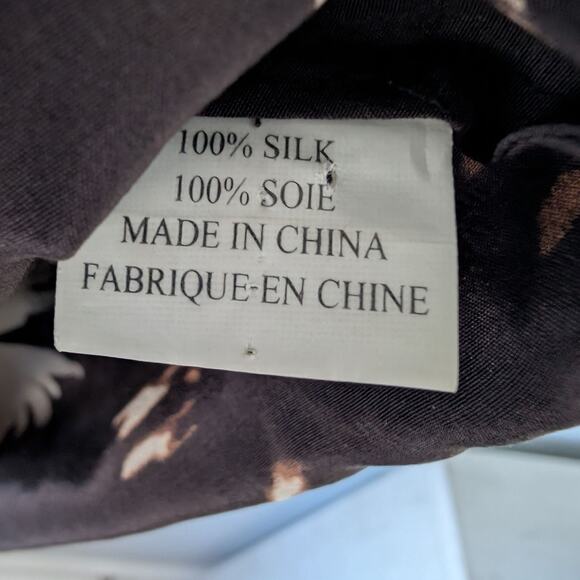 100% SILK
100% SOIE
MADE IN CHINA
FABRIQUE-EN CHINE